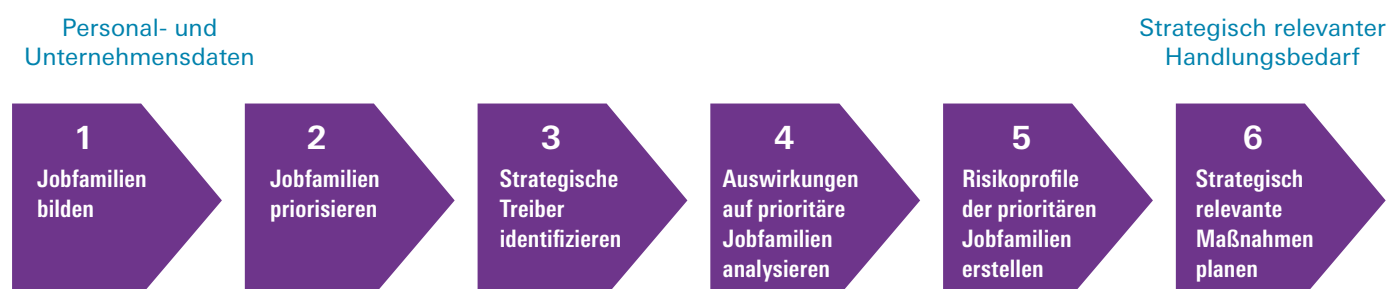 Personal- und
Unternehmensdaten
Strategisch relevanter
Handlungsbedarf
1
Jobfamilien
bilden
2
Jobfamilien
priorisieren
3
Strategische
Treiber
identifizieren
4
Auswirkungen
auf prioritäre
Jobfamilien
analysieren
5
Risikoprofile
der prioritären
Jobfamilien
erstellen
6
Strategisch
relevante
Maßnahmen
planen